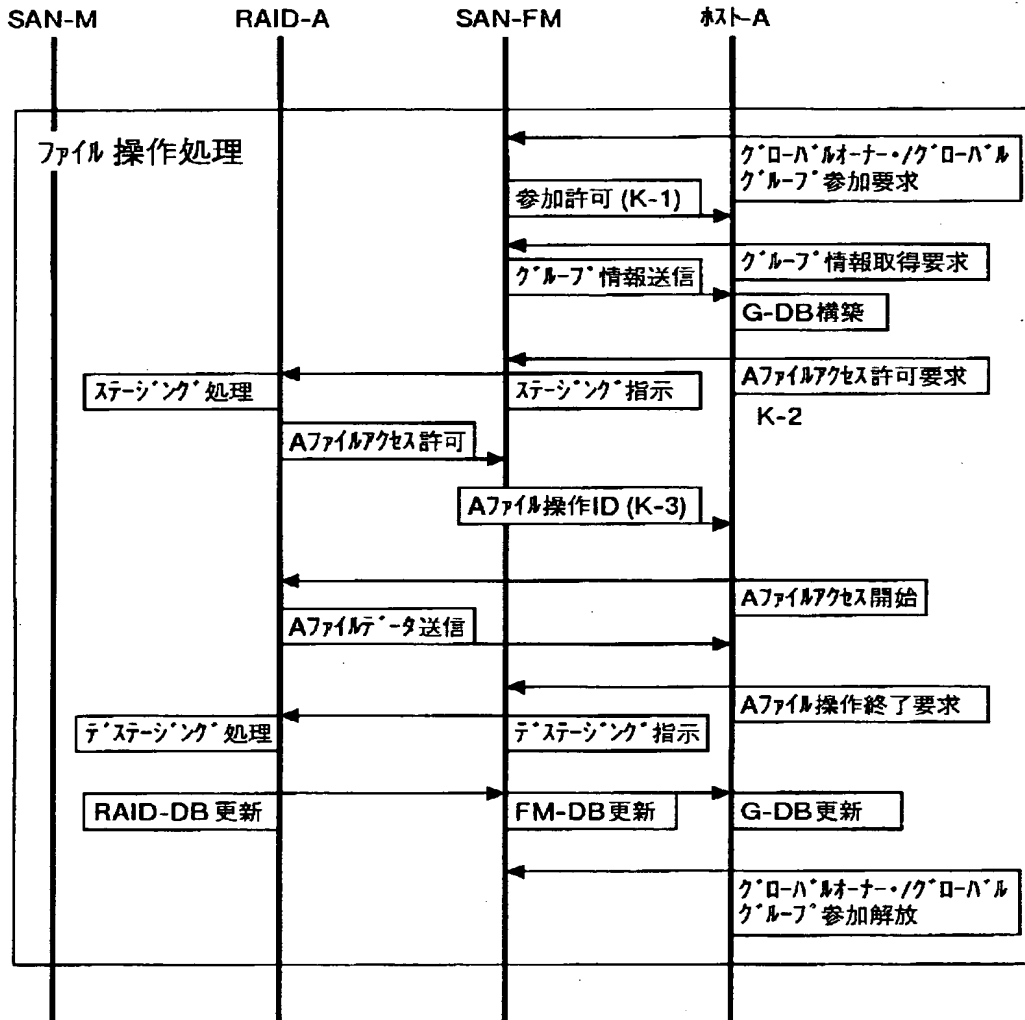 SAN-M RAID-A SAN-FM ﾎｽﾄ-A
ﾌｧｲﾙ 操作処理
ｸﾞﾛｰﾊﾞﾙｵｰﾅｰ･/ｸﾞﾛｰﾊﾞﾙ
ｸﾞﾙｰﾌﾟ 参加要求
参加許可 (K-1)
ｸﾞﾙｰﾌﾟ 情報取得要求
ｸﾞﾙｰﾌﾟ 情報送信
G-DB構築
Aﾌｧｲﾙｱｸｾｽ許可要求
ｽﾃｰｼﾞﾝｸﾞ 処理
ｽﾃｰｼﾞﾝｸﾞ 指示
K-2
Aﾌｧｲﾙｱｸｾｽ許可
Aﾌｧｲﾙ操作ID (K-3)
Aﾌｧｲﾙｱｸｾｽ開始
Aﾌｧｲﾙﾃﾞｰﾀ送信
Aﾌｧｲﾙ操作終了要求
ﾃﾞｽﾃｰｼﾞﾝｸﾞ 処理
ﾃﾞｽﾃｰｼﾞﾝｸﾞ 指示
RAID-DB更新
FM-DB更新
G-DB更新
ｸﾞﾛｰﾊﾞﾙｵｰﾅｰ･/ｸﾞﾛｰﾊﾞﾙ
ｸﾞﾙｰﾌﾟ 参加解放